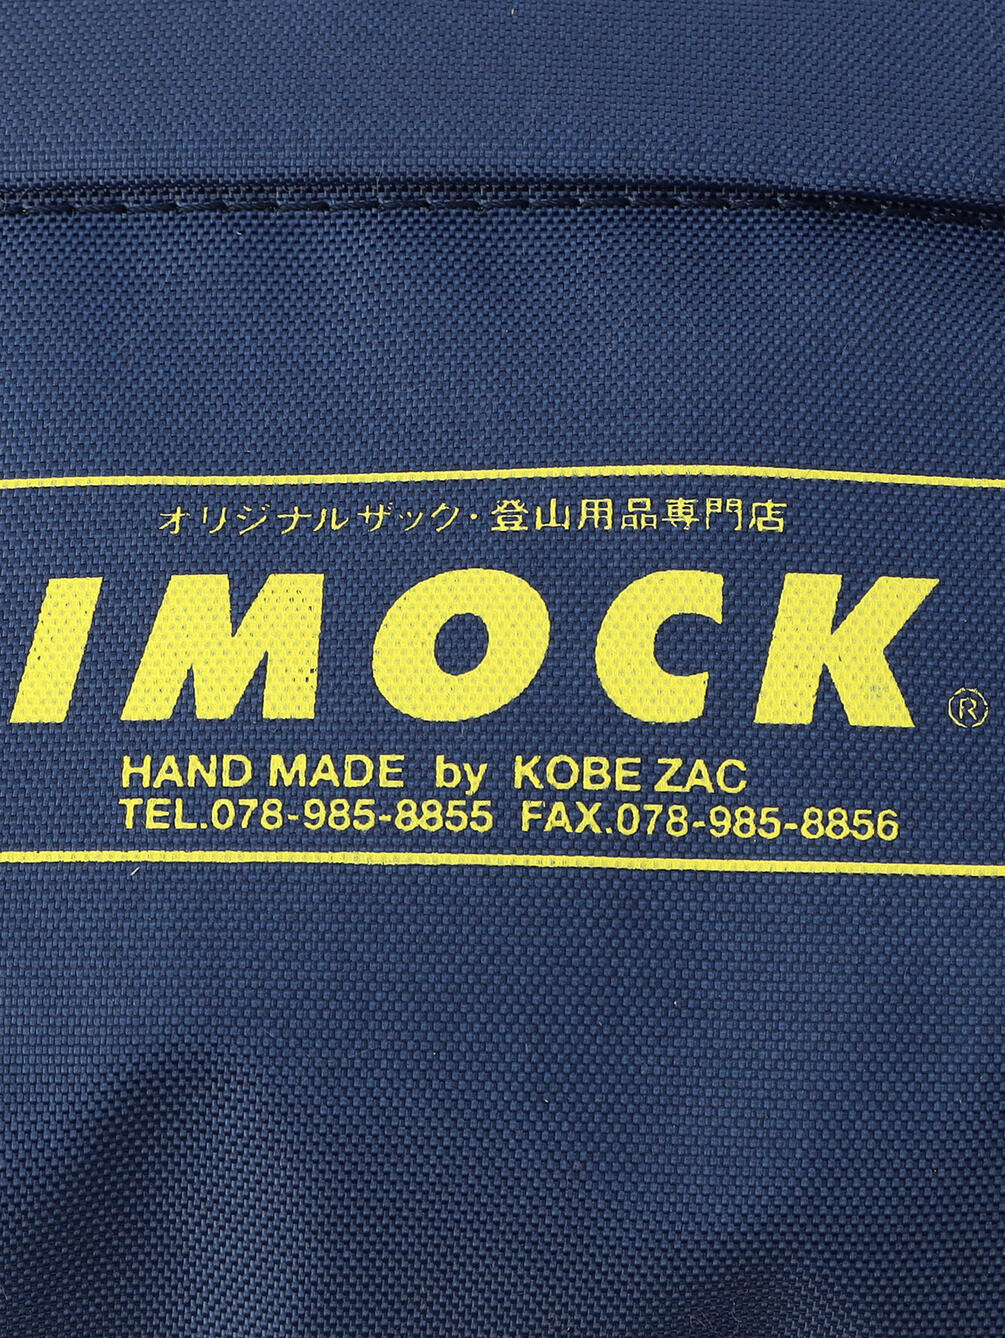 オリジナルザック・登山用品専門店
IMOCK ®
HAND MADE by KOBE ZAC
TEL.078-985-8855 FAX.078-985-8856